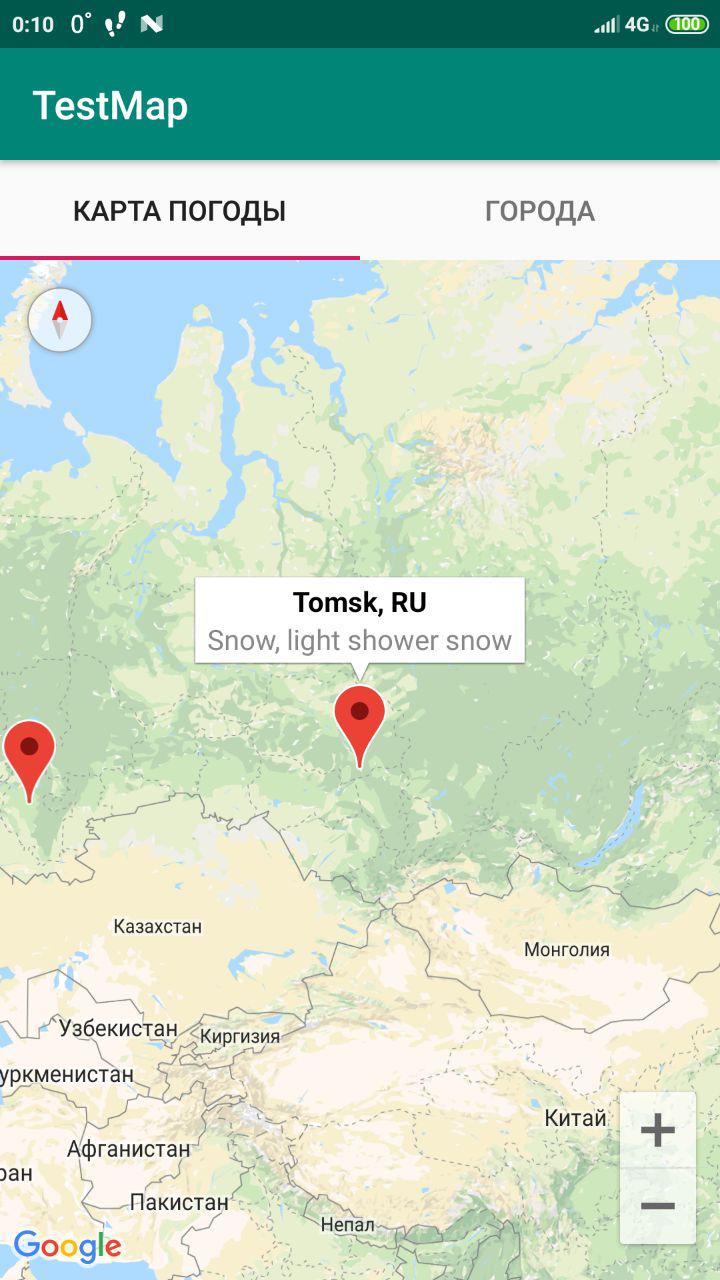 0:10 0° 4G 100
TestMap
КАРТА ПОГОДЫ ГОРОДА
Tomsk, RU
Snow, light shower snow
Казахстан
Монголия
Узбекистан
Киргизия
уркменистан
Китай
Афганистан
ран
Пакистан
Непал
Google